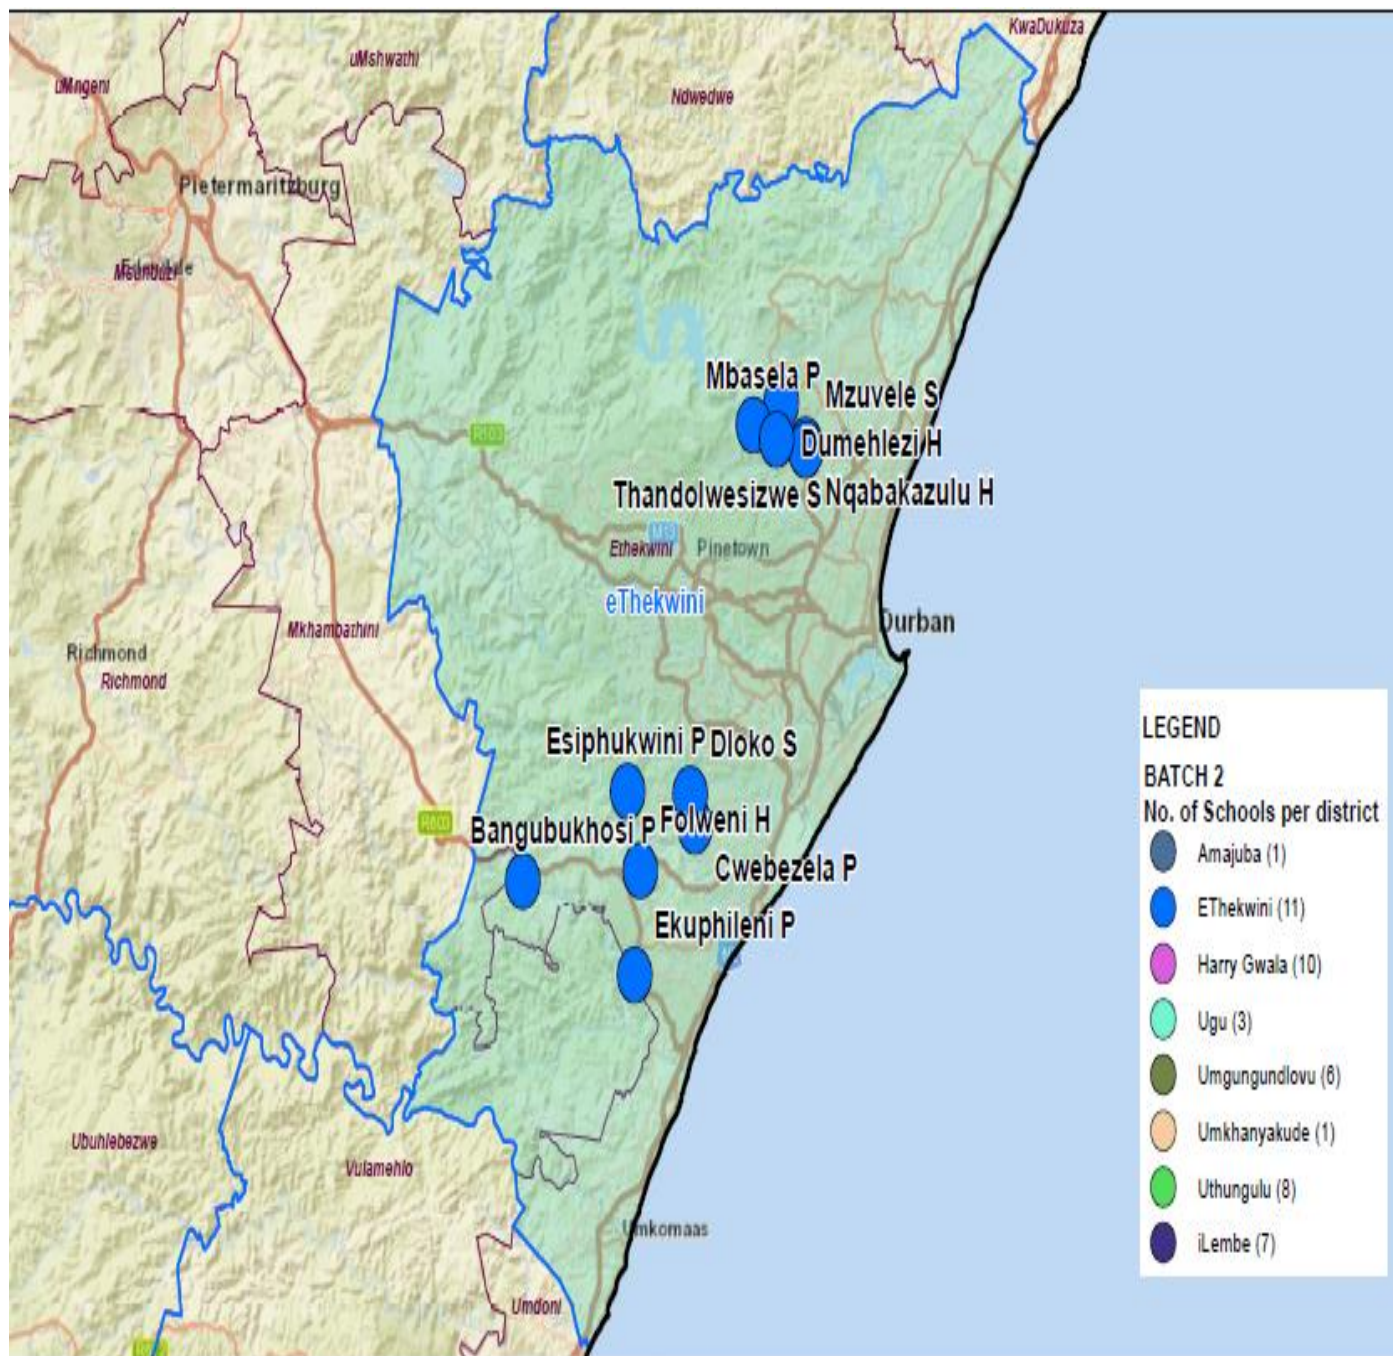 KwaDukuza
uMshwathi
uMngeni
Ndwedwe
Pietermaritzburg
Msunduzi
Mbasela P
Mzuvele S
R103
Dumehlezi H
Thandolwesizwe S
Nqabakazulu H
Ethekwini
Pinetown
eThekwini
Durban
Mkhambathini
Richmond
Richmond
Esiphukwini P
Dloko S
R603
Bangubukhosi P
Folweni H
Cwebezela P
Ekuphileni P
Ubuhlebezwe
Vulamehlo
Umkomaas
Umdoni
LEGEND
BATCH 2
No. of Schools per district
Amajuba (1)
EThekwini (11)
Harry Gwala (10)
Ugu (3)
Umgungundlovu (6)
Umkhanyakude (1)
Uthungulu (8)
iLembe (7)